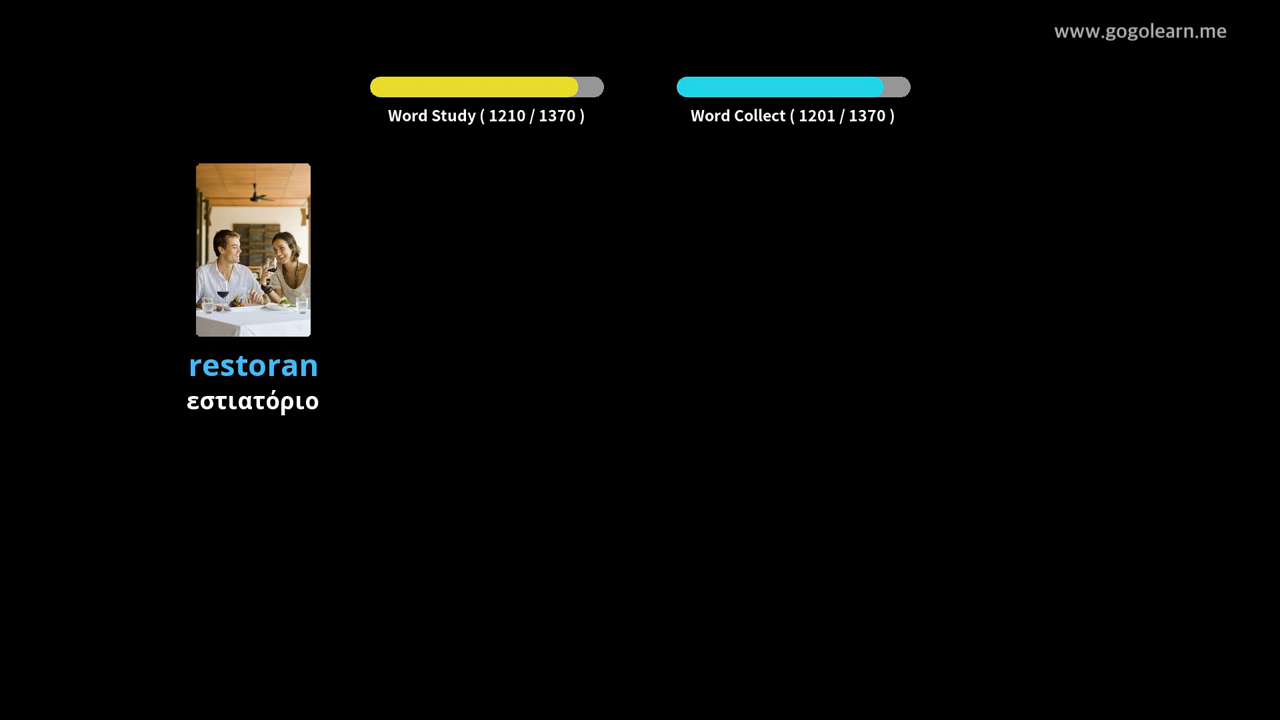 www.gogolearn.me
Word Study ( 1210 / 1370 )
Word Collect ( 1201 / 1370 )
restoran
εστιατόριο